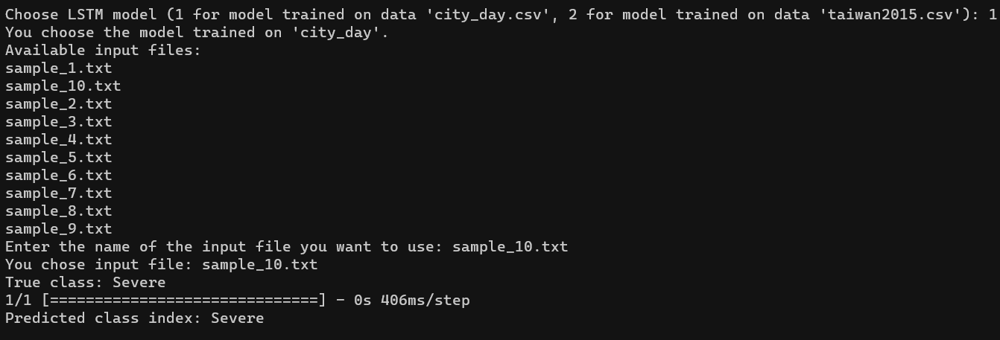 Choose LSTM model (1 for model trained on data 'city_day.csv', 2 for model trained on data 'taiwan2015.csv'): 1
You choose the model trained on 'city_day'.
Available input files:
sample_1.txt
sample_10.txt
sample_2.txt
sample_3.txt
sample_4.txt
sample_5.txt
sample_6.txt
sample_7.txt
sample_8.txt
sample_9.txt
Enter the name of the input file you want to use: sample_10.txt
You chose input file: sample_10.txt
True class: Severe
1/1 [==============================] - 0s 406ms/step
Predicted class index: Severe